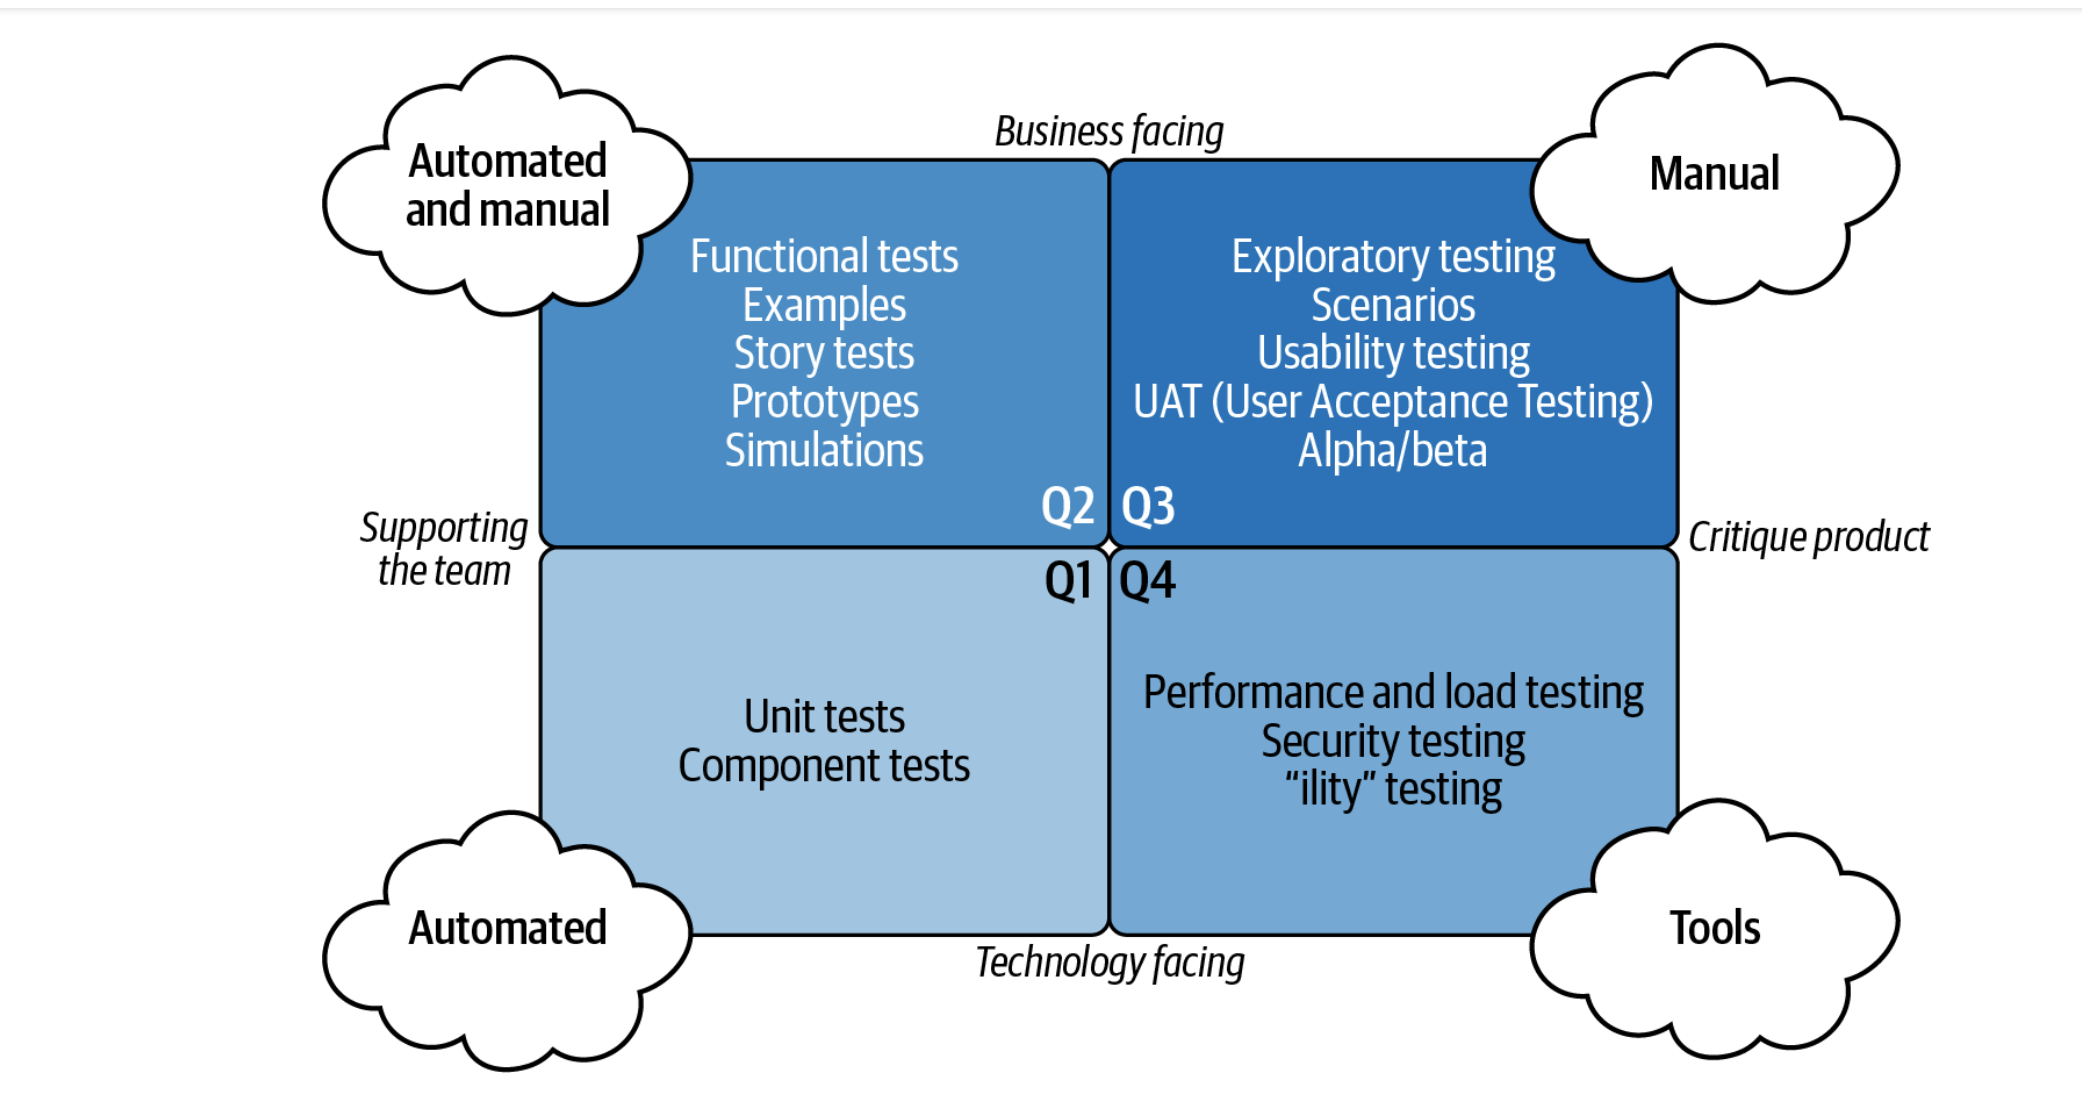 Business facing
Automated
and manual
Manual
Functional tests
Examples
Story tests
Prototypes
Simulations
Q2
Exploratory testing
Scenarios
Usability testing
UAT (User Acceptance Testing)
Alpha/beta
Q3
Supporting
the team
Critique product
Q1
Unit tests
Component tests
Q4
Performance and load testing
Security testing
“ility” testing
Automated
Tools
Technology facing